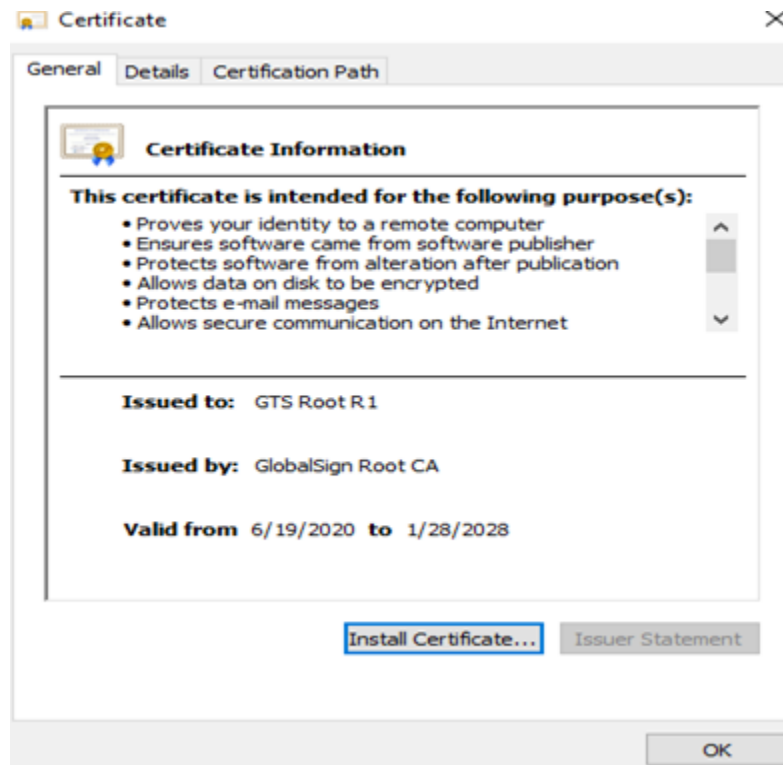 Certificate
General Details Certification Path
Certificate Information
This certificate is intended for the following purpose(s):
• Proves your identity to a remote computer
• Ensures software came from software publisher
• Protects software from alteration after publication
• Allows data on disk to be encrypted
• Protects e-mail messages
• Allows secure communication on the Internet
Issued to: GTS Root R1
Issued by: GlobalSign Root CA
Valid from 6/19/2020 to 1/28/2028
Install Certificate... Issuer Statement
OK